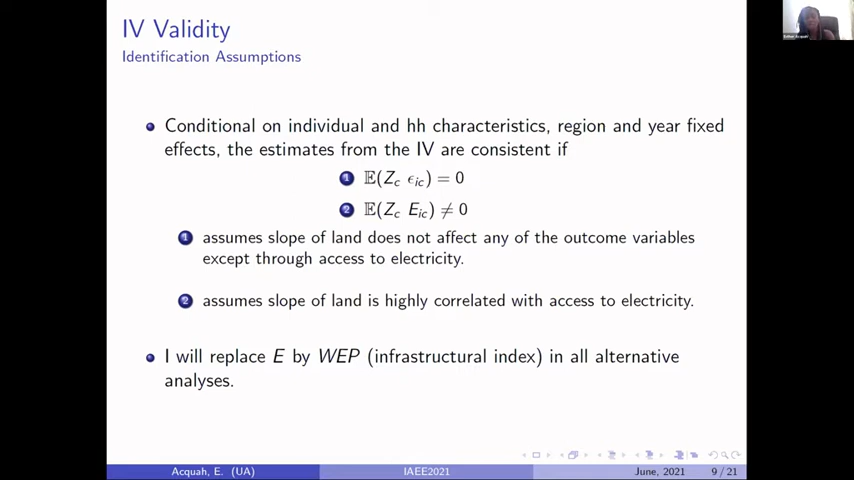 IV Validity
Identification Assumptions
Conditional on individual and hh characteristics, region and year fixed
effects, the estimates from the IV are consistent if
1 𝔼(Z_c ϵ_ic) = 0
2 𝔼(Z_c E_ic) ≠ 0
1 assumes slope of land does not affect any of the outcome variables
except through access to electricity.
2 assumes slope of land is highly correlated with access to electricity.
I will replace E by WEP (infrastructural index) in all alternative
analyses.
Acquah, E. (UA) IAEE2021 June, 2021 9 / 21
Esther Acquah